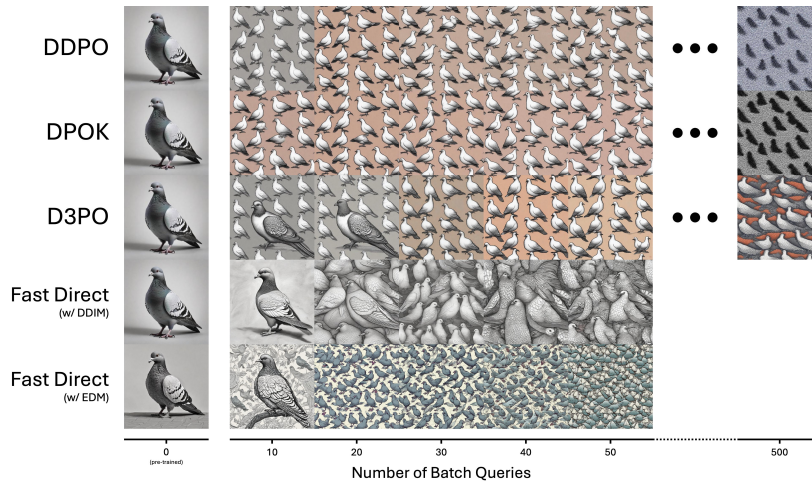 DDPO
DPOK
D3PO
Fast Direct
(w/ DDIM)
Fast Direct
(w/ EDM)
0
(pre-trained)
10
20
30
40
50
500
Number of Batch Queries